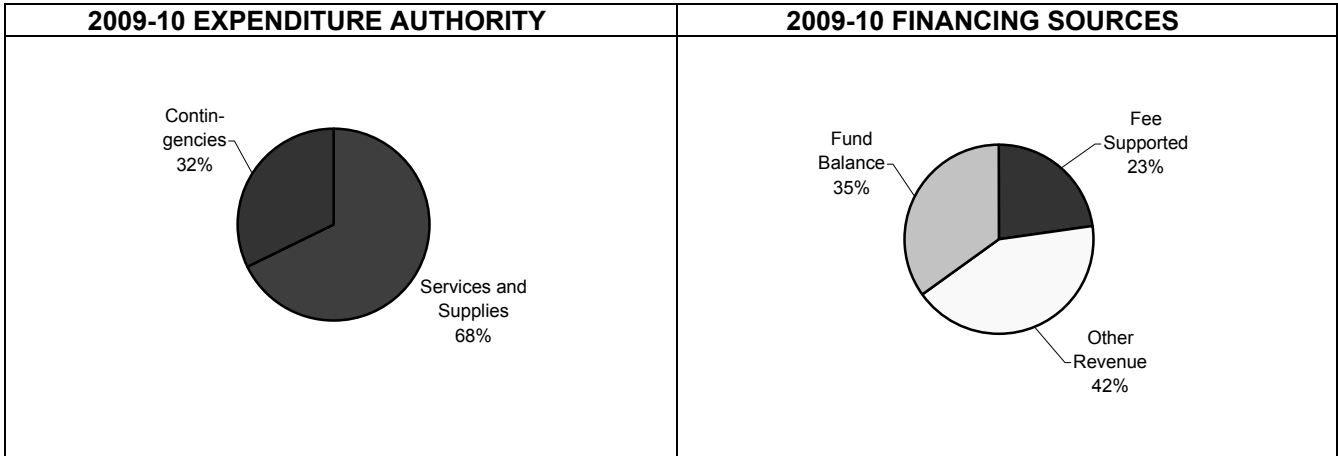 2009-10 EXPENDITURE AUTHORITY
Contin-
gencies
32%
Services and
Supplies
68%
2009-10 FINANCING SOURCES
Fund
Balance
35%
Fee
Supported
23%
Other
Revenue
42%